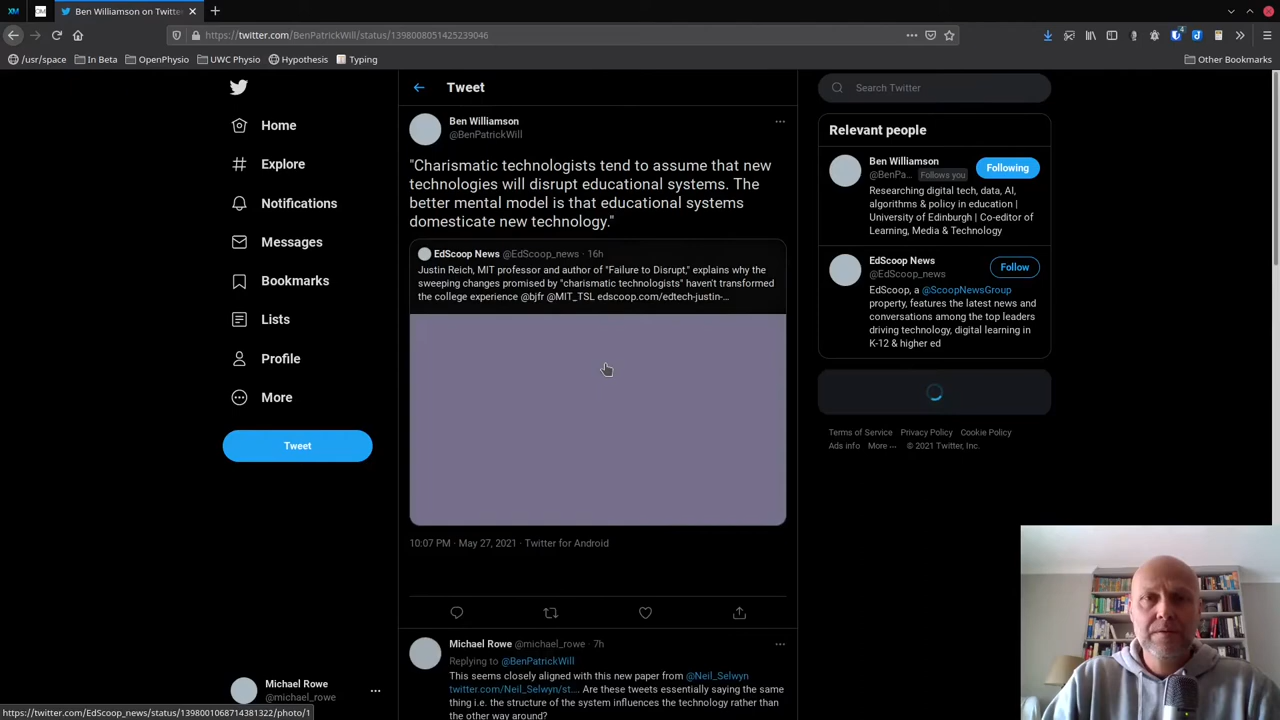 XM
OM
Ben Williamson on Twitte
https://twitter.com/BenPatrickWill/status/1398008051425239046
4
/usr/space
In Beta
OpenPhysio
UWC Physio
Hypothesis
Typing
Other Bookmarks
Home
Explore
Notifications
Messages
Bookmarks
Lists
Profile
More
Tweet
Michael Rowe
@michael_rowe
Tweet
Ben Williamson
@BenPatrickWill
"Charismatic technologists tend to assume that new
technologies will disrupt educational systems. The
better mental model is that educational systems
domesticate new technology."
EdScoop News @EdScoop_news · 16h
Justin Reich, MIT professor and author of "Failure to Disrupt," explains why the
sweeping changes promised by "charismatic technologists" haven't transformed
the college experience @bjfr @MIT_TSL edscoop.com/edtech-justin-…
10:07 PM · May 27, 2021 · Twitter for Android
Michael Rowe @michael_rowe · 7h
Replying to @BenPatrickWill
This seems closely aligned with this new paper from @Neil_Selwyn
twitter.com/Neil_Selwyn/st… Are these tweets essentially saying the same
thing i.e. the structure of the system influences the technology rather than
the other way around?
Search Twitter
Relevant people
Ben Williamson
@BenPa… Follows you
Following
Researching digital tech, data, AI,
algorithms & policy in education |
University of Edinburgh | Co-editor of
Learning, Media & Technology
EdScoop News
@EdScoop_news
Follow
EdScoop, a @ScoopNewsGroup
property, features the latest news and
conversations among the top leaders
driving technology, digital learning in
K-12 & higher ed
Terms of Service Privacy Policy Cookie Policy
Ads info More ··· © 2021 Twitter, Inc.
https://twitter.com/EdScoop_news/status/1398001068714381322/photo/1